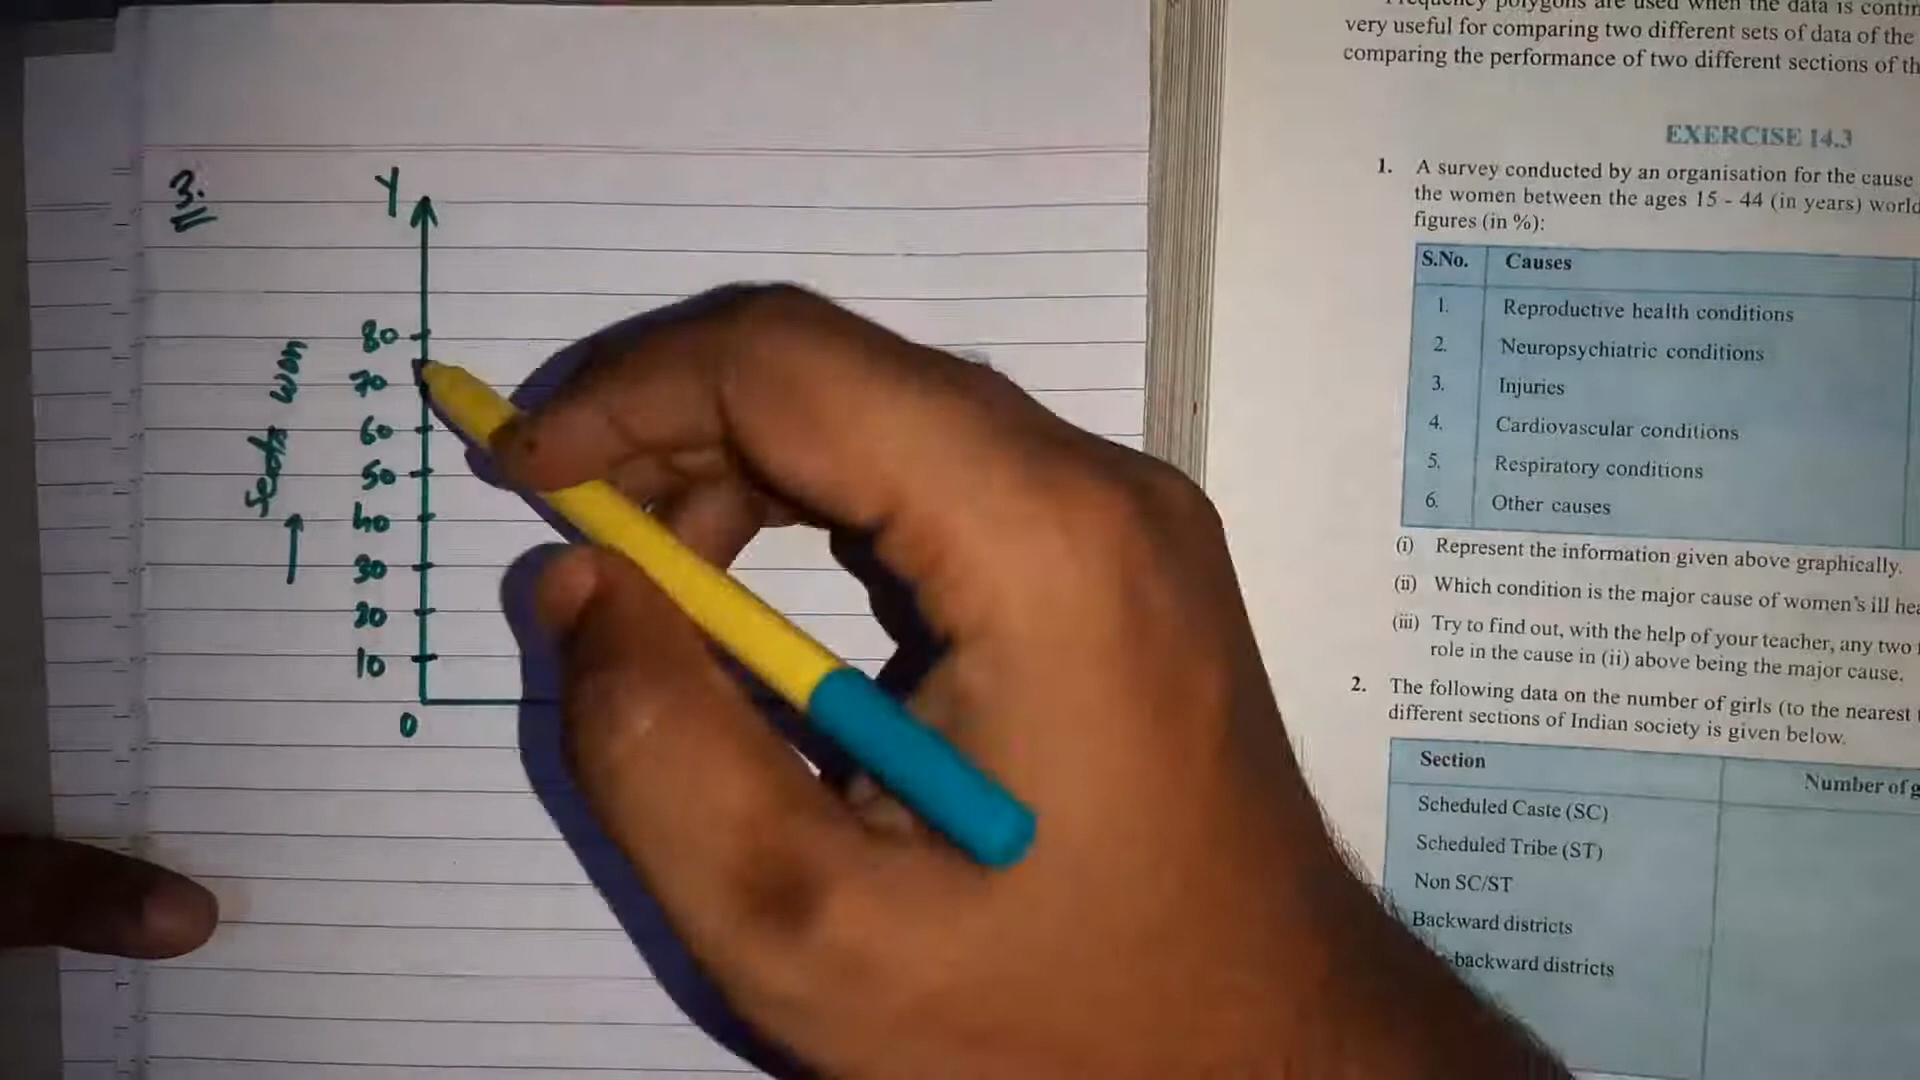 3.
Y
80
70
60
50
40
30
20
10
0
Seats won
polygons are used when the data is
very useful for comparing two different sets of data of the
comparing the performance of two different sections of
EXERCISE 14.3
1. A survey conducted by an organisation for the cause
the women between the ages 15 - 44 (in years)
figures (in %):
S.No. Causes
1. Reproductive health conditions
2. Neuropsychiatric conditions
3. Injuries
4. Cardiovascular conditions
5. Respiratory conditions
6. Other causes
(i) Represent the information given above graphically.
(ii) Which condition is the major cause of women's ill
(iii) Try to find out, with the help of your teacher, any two
role in the cause in (ii) above being the major cause.
2. The following data on the number of girls (to the nearest
different sections of Indian society is given below.
Section Number of
Scheduled Caste (SC)
Scheduled Tribe (ST)
Non SC/ST
Backward districts
-backward districts